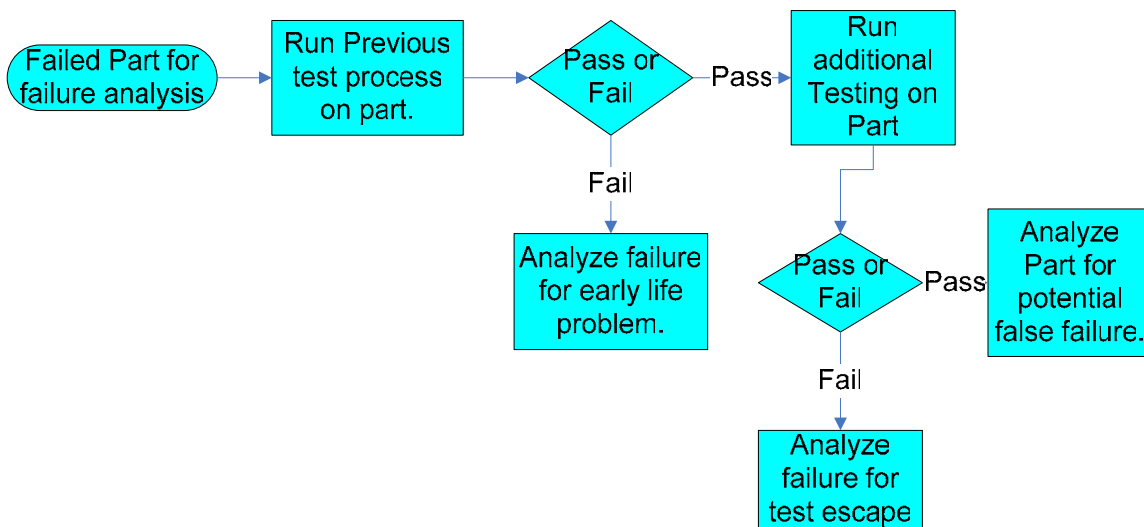 Failed Part for
failure analysis
Run Previous
test process
on part.
Pass or
Fail
Pass
Run
additional
Testing on
Part
Fail
Analyze failure
for early life
problem.
Pass or
Fail
Pass
Analyze
Part for
potential
false failure.
Fail
Analyze
failure for
test escape